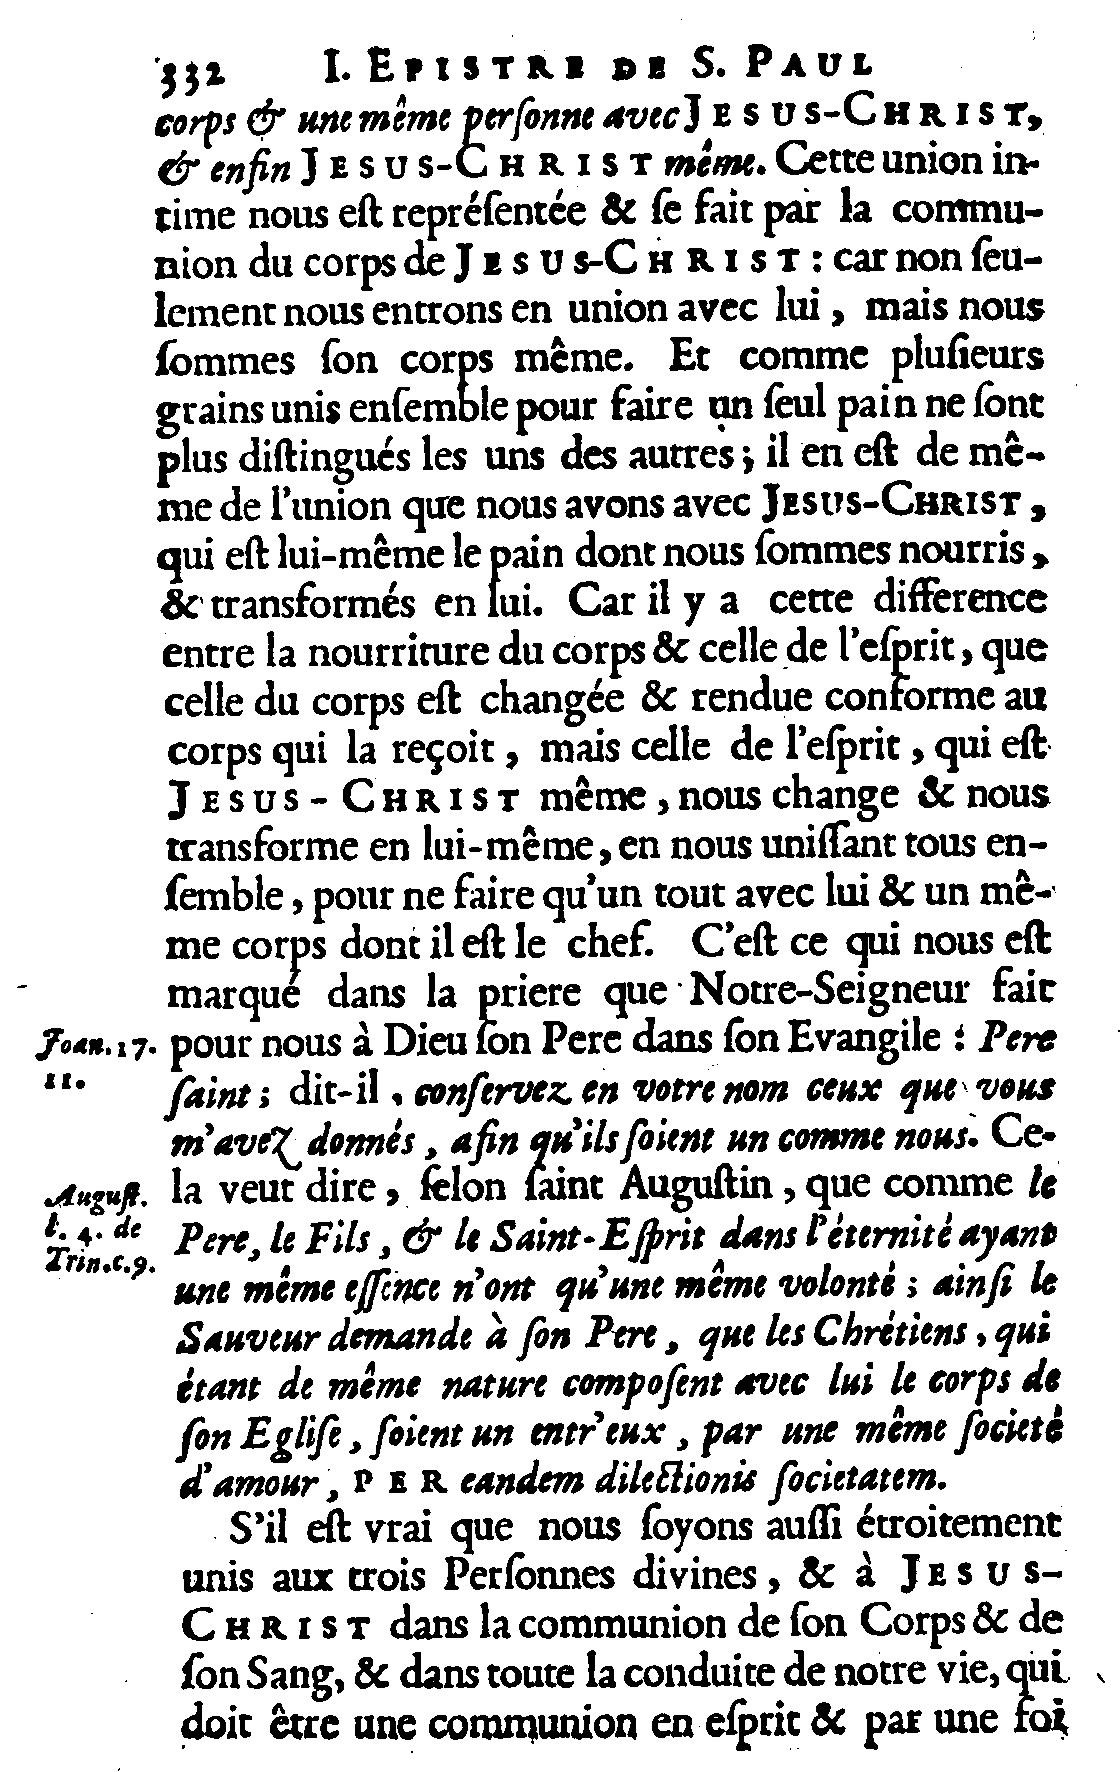 332 I. EPISTRE DE S. PAUL
corps & une même perſonne avec JESUS-CHRIST,
& enfin JESUS-CHRIST même. Cette union in-
time nous eſt repréſentée & ſe fait par la commu-
nion du corps de JESUS-CHRIST : car non ſeu-
lement nous entrons en union avec lui, mais nous
ſommes ſon corps même. Et comme pluſieurs
grains unis enſemble pour faire un ſeul pain ne ſont
plus diſtingués les uns des autres; il en eſt de mê-
me de l'union que nous avons avec JESUS-CHRIST,
qui eſt lui-même le pain dont nous ſommes nourris,
& transformés en lui. Car il y a cette difference
entre la nourriture du corps & celle de l'eſprit, que
celle du corps eſt changée & rendue conforme au
corps qui la reçoit, mais celle de l'eſprit, qui eſt
JESUS-CHRIST même, nous change & nous
transforme en lui-même, en nous uniſſant tous en-
ſemble, pour ne faire qu'un tout avec lui & un mê-
me corps dont il eſt le chef. C'eſt ce qui nous eſt
marqué dans la priere que Notre-Seigneur fait
Joan. 17. pour nous à Dieu ſon Pere dans ſon Evangile : Pere
11. ſaint; dit-il, conſervez en votre nom ceux que vous
m'avez donnés, afin qu'ils ſoient un comme nous. Ce-
Auguſt. la veut dire, ſelon ſaint Auguſtin, que comme le
l. 4. de Pere, le Fils, & le Saint-Eſprit dans l'éternité ayant
Trin.c.9. une même eſſence n'ont qu'une même volonté; ainſi le
Sauveur demande à ſon Pere, que les Chrétiens, qui
étant de même nature compoſent avec lui le corps de
ſon Egliſe, ſoient un entr'eux, par une même ſocieté
d'amour, PER eandem dilectionis ſocietatem.
S'il eſt vrai que nous ſoyons auſſi étroitement
unis aux trois Perſonnes divines, & à JESUS-
CHRIST dans la communion de ſon Corps & de
ſon Sang, & dans toute la conduite de notre vie, qui
doit être une communion en eſprit & par une foi